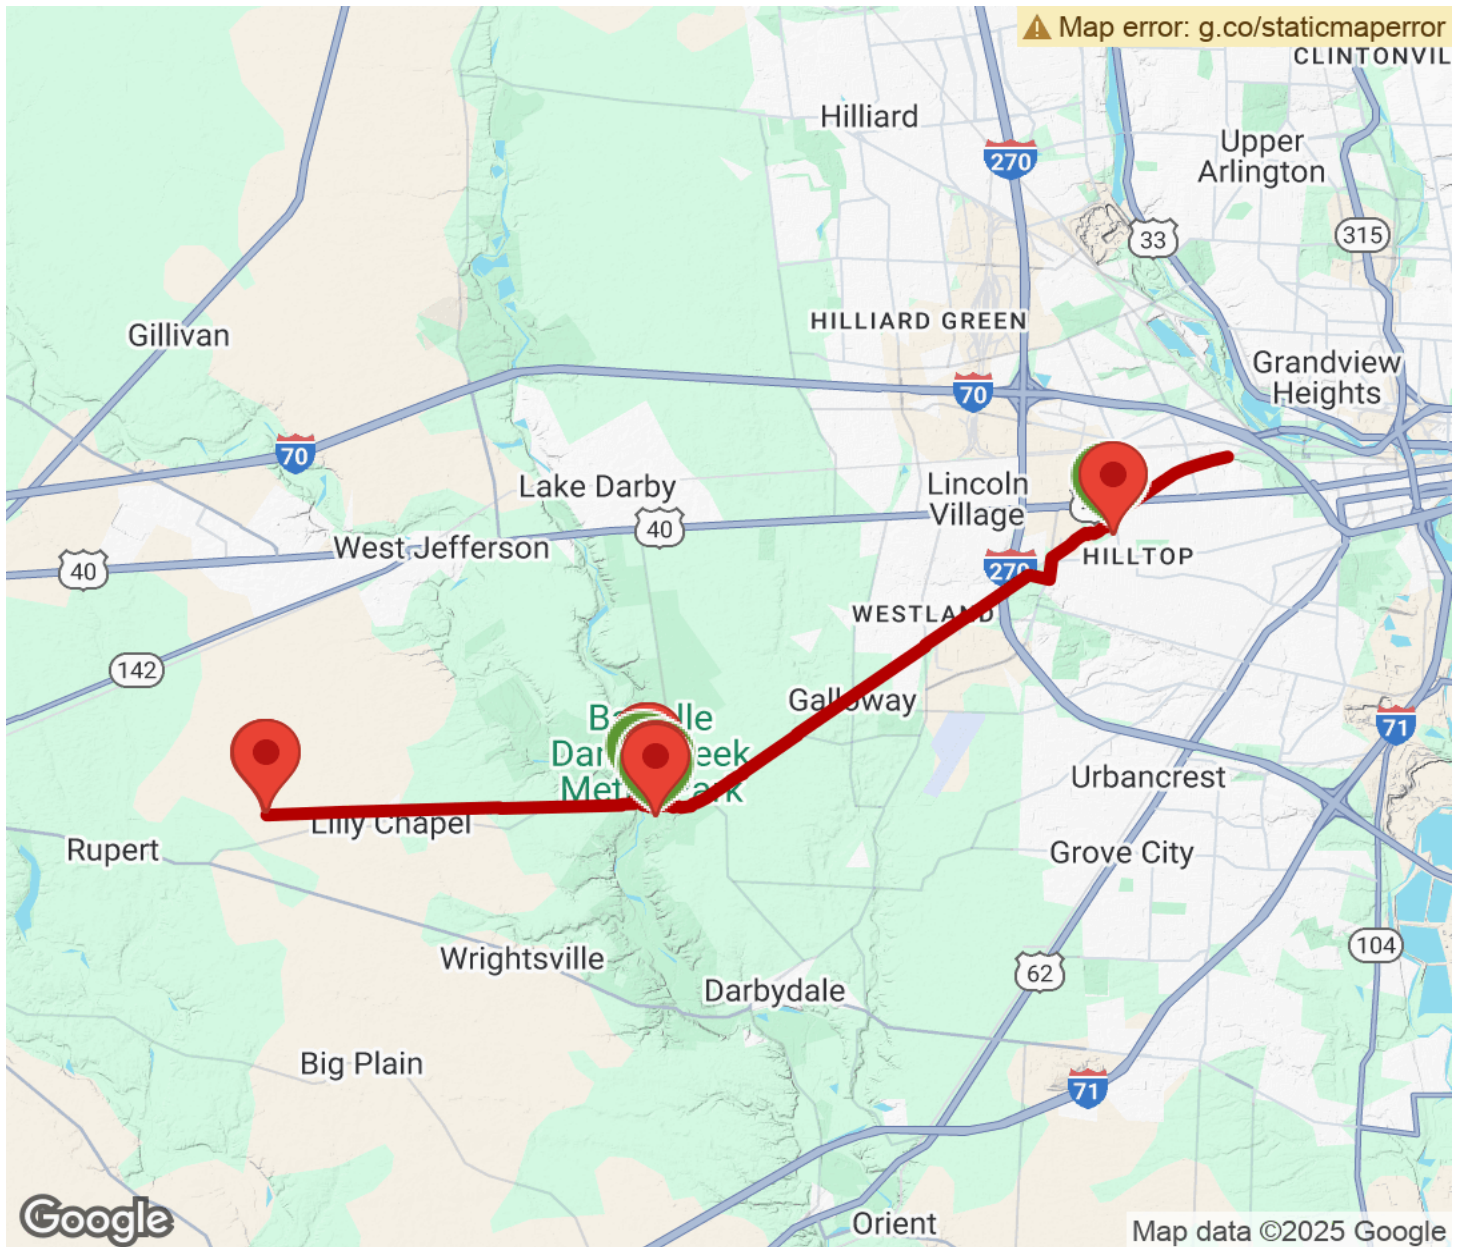 Map error: g.co/staticmaperror
CLINTONVIL
Hilliard
Upper
Arlington
270
33
315
HILLIARD GREEN
Gillivan
Grandview
Heights
70
70
Lake Darby
Lincoln
Village
40
West Jefferson
40
HILLTOP
270
WESTLAND
142
Galloway
71
Urbancrest
Lilly Chapel
Rupert
Grove City
Wrightsville
62
104
Darbydale
Big Plain
71
Orient
Google
Map data ©2025 Google